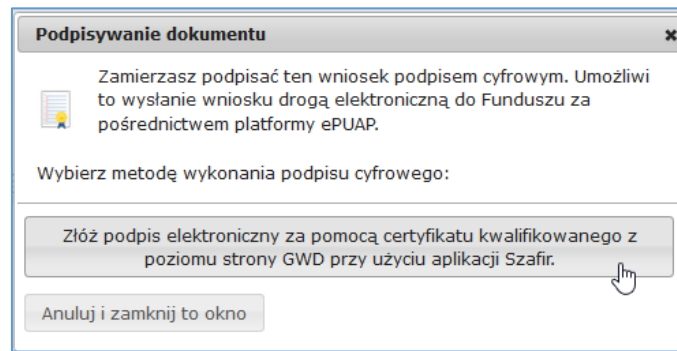 Podpisywanie dokumentu
Zamierzasz podpisać ten wniosek podpisem cyfrowym. Umożliwi
to wysłanie wniosku drogą elektroniczną do Funduszu za
pośrednictwem platformy ePUAP.
Wybierz metodę wykonania podpisu cyfrowego:
Złóż podpis elektroniczny za pomocą certyfikatu kwalifikowanego z
poziomu strony GWD przy użyciu aplikacji Szafir.
Anuluj i zamknij to okno